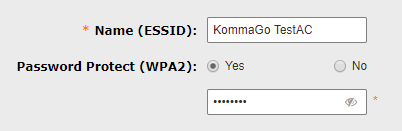 * Name (ESSID): KommaGo TestAC
Password Protect (WPA2): Yes No
•••••••• *